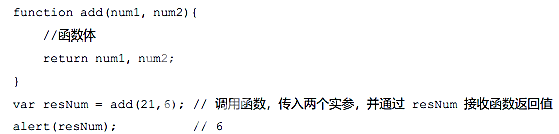 function add(num1, num2){
//函数体
return num1, num2;
}
var resNum = add(21,6); // 调用函数，传入两个实参，并通过 resNum 接收函数返回值
alert(resNum); // 6